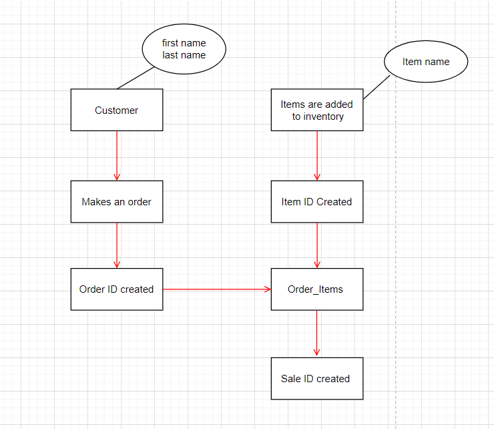 first name
last name
Item name
Customer
Items are added
to inventory
Makes an order
Item ID Created
Order ID created
Order_Items
Sale ID created